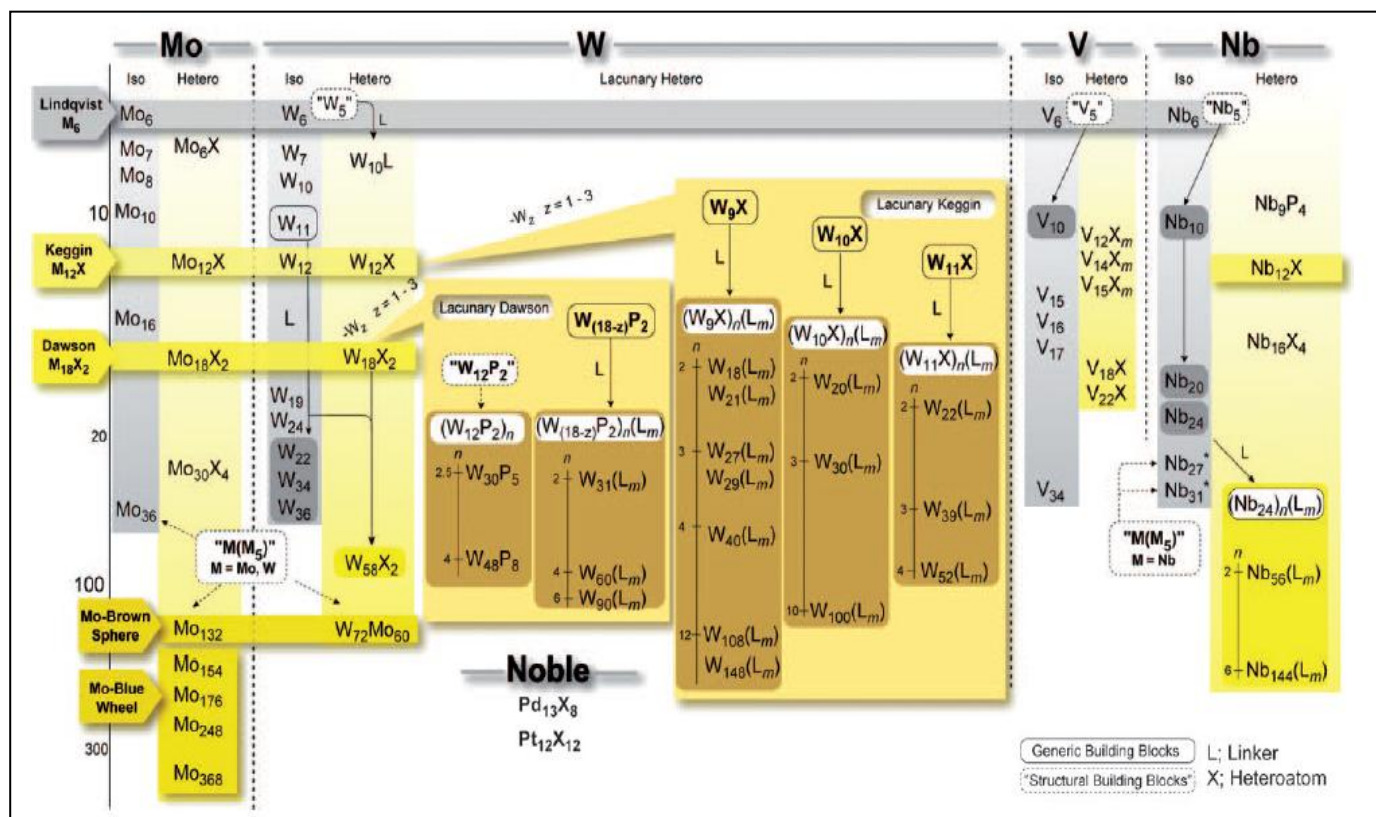 Mo W V Nb
Iso Hetero Iso Hetero Lacunary Hetero Iso Hetero Iso Hetero
Lindqvist
M6
Mo6
W6
"W5"
L
V6
"V5"
Nb6
"Nb5"
Mo7
Mo8
Mo6X
W7
W10
W10L
10
Mo10
W11
-Wz z = 1 - 3
Keggin
M12X
Mo12X
W12
W12X
L
-Wz z = 1 - 3
Mo16
Dawson
M18X2
Mo18X2
W18X2
W19
W24
20
W22
W34
W36
Mo30X4
Mo36
"M(M5)"
M = Mo, W
W58X2
100
Mo-Brown
Sphere
Mo132
W72Mo60
Mo-Blue
Wheel
Mo154
Mo176
Mo248
300
Mo368
Lacunary Dawson
"W12P2"
(W12P2)n
n
2.5 W30P5
4 W48P8
W(18-z)P2
L
(W(18-z)P2)n(Lm)
n
2 W31(Lm)
4 W60(Lm)
6 W90(Lm)
Lacunary Keggin
W9X
L
(W9X)n(Lm)
n
2 W18(Lm)
W21(Lm)
3 W27(Lm)
W29(Lm)
4 W40(Lm)
12 W108(Lm)
W148(Lm)
W10X
L
(W10X)n(Lm)
n
2 W20(Lm)
3 W30(Lm)
10 W100(Lm)
W11X
L
(W11X)n(Lm)
n
2 W22(Lm)
3 W39(Lm)
4 W52(Lm)
Noble
Pd13X8
Pt12X12
V10
V12Xm
V14Xm
V15Xm
V15
V16
V17
V18X
V22X
V34
Nb10
Nb9P4
Nb12X
Nb16X4
Nb20
Nb24
Nb27*
Nb31*
"M(M5)"
M = Nb
L
(Nb24)n(Lm)
n
2 Nb56(Lm)
6 Nb144(Lm)
Generic Building Blocks L; Linker
"Structural Building Blocks" X; Heteroatom